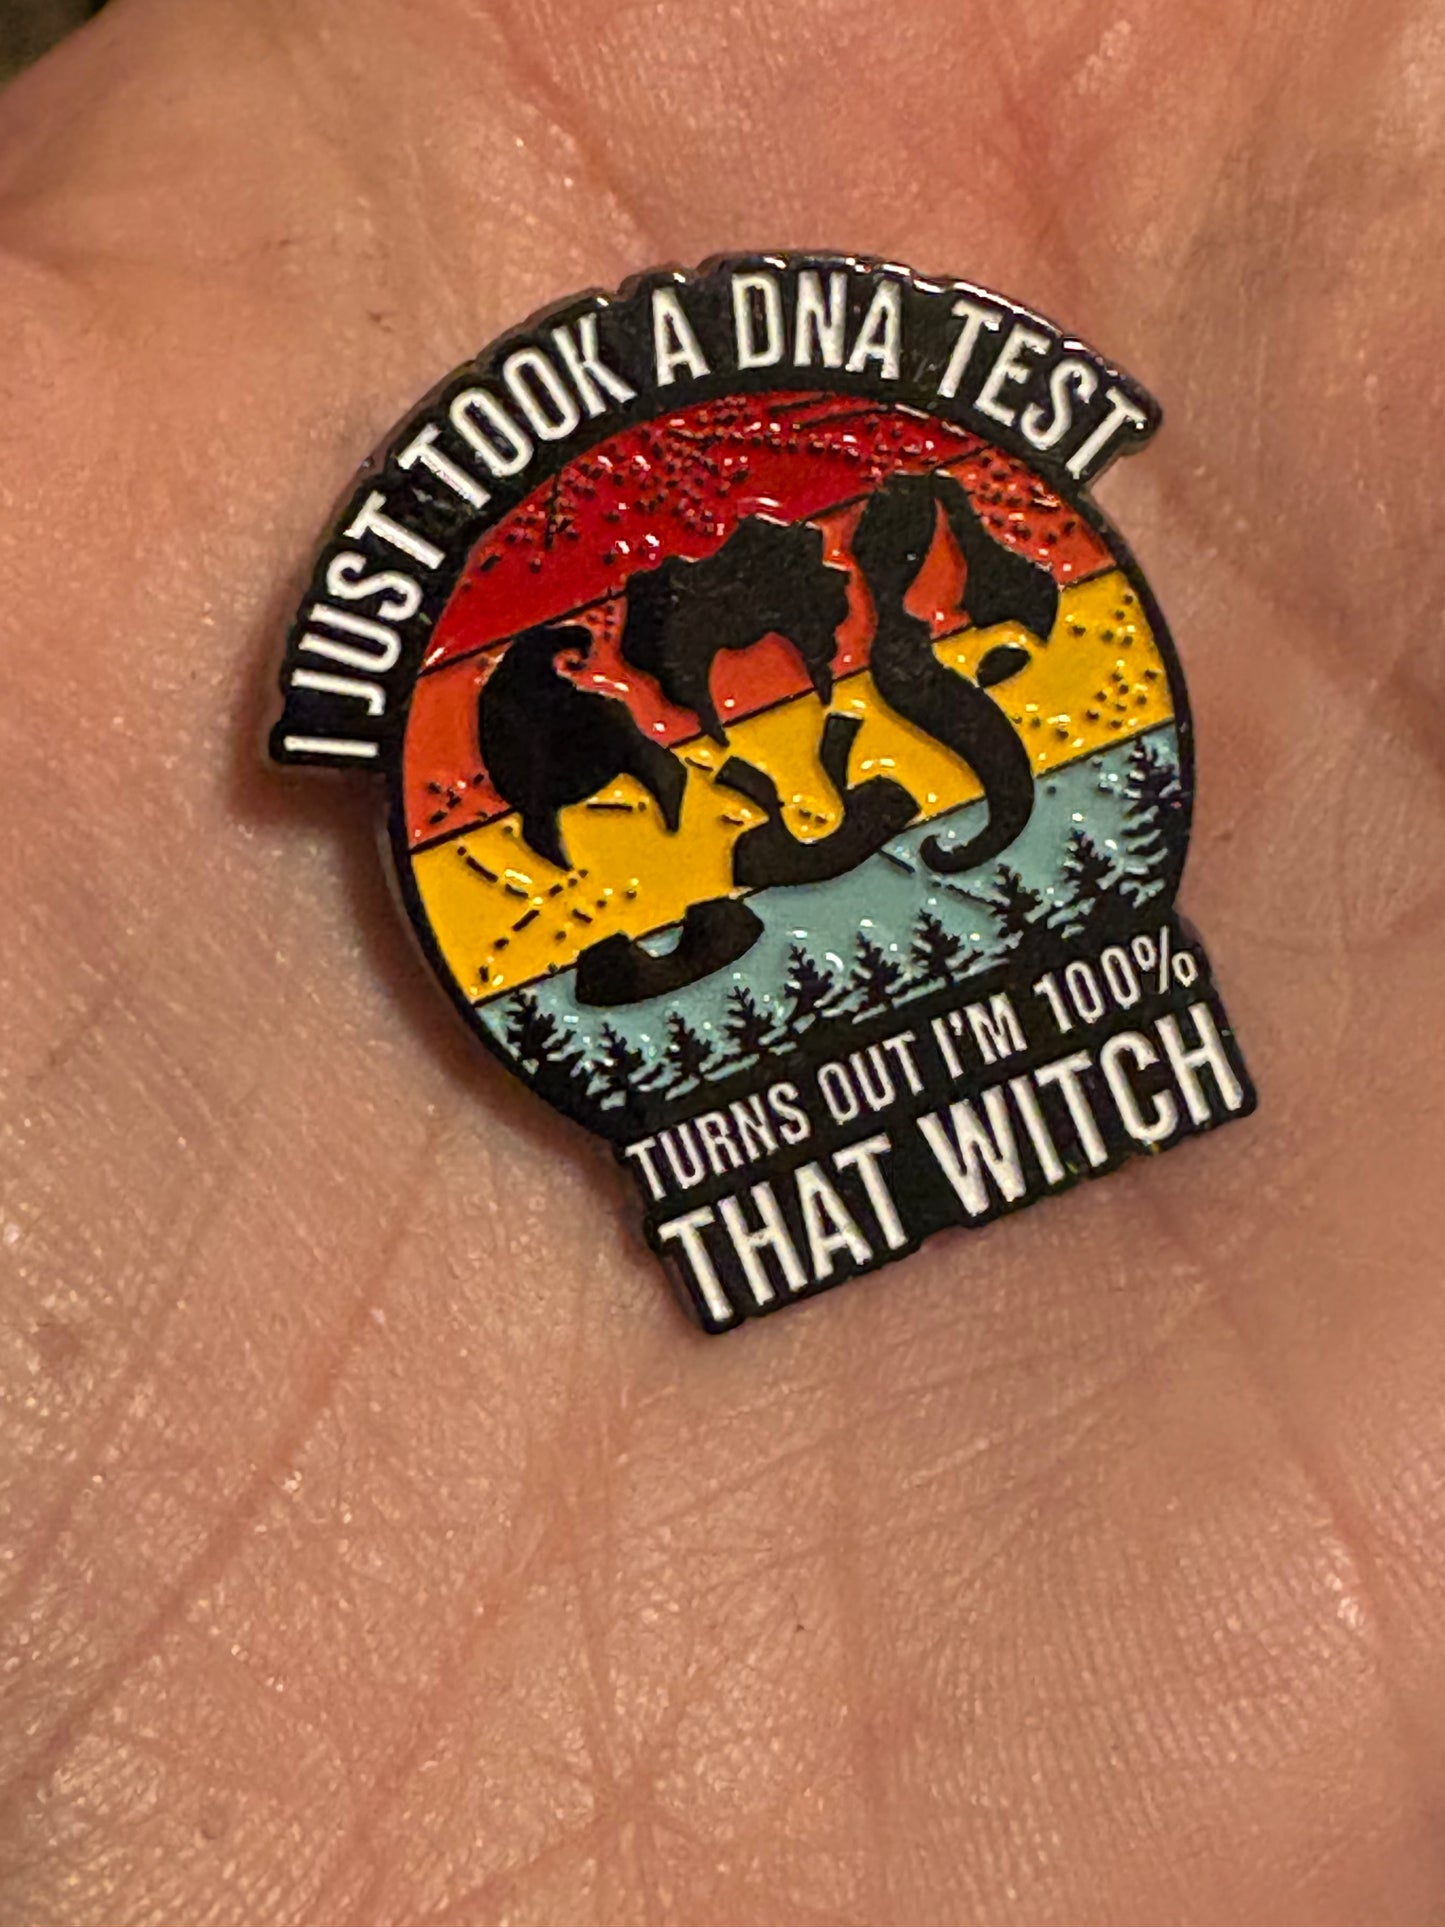 I JUST TOOK A DNA TEST
TURNS OUT I'M 100%
THAT WITCH